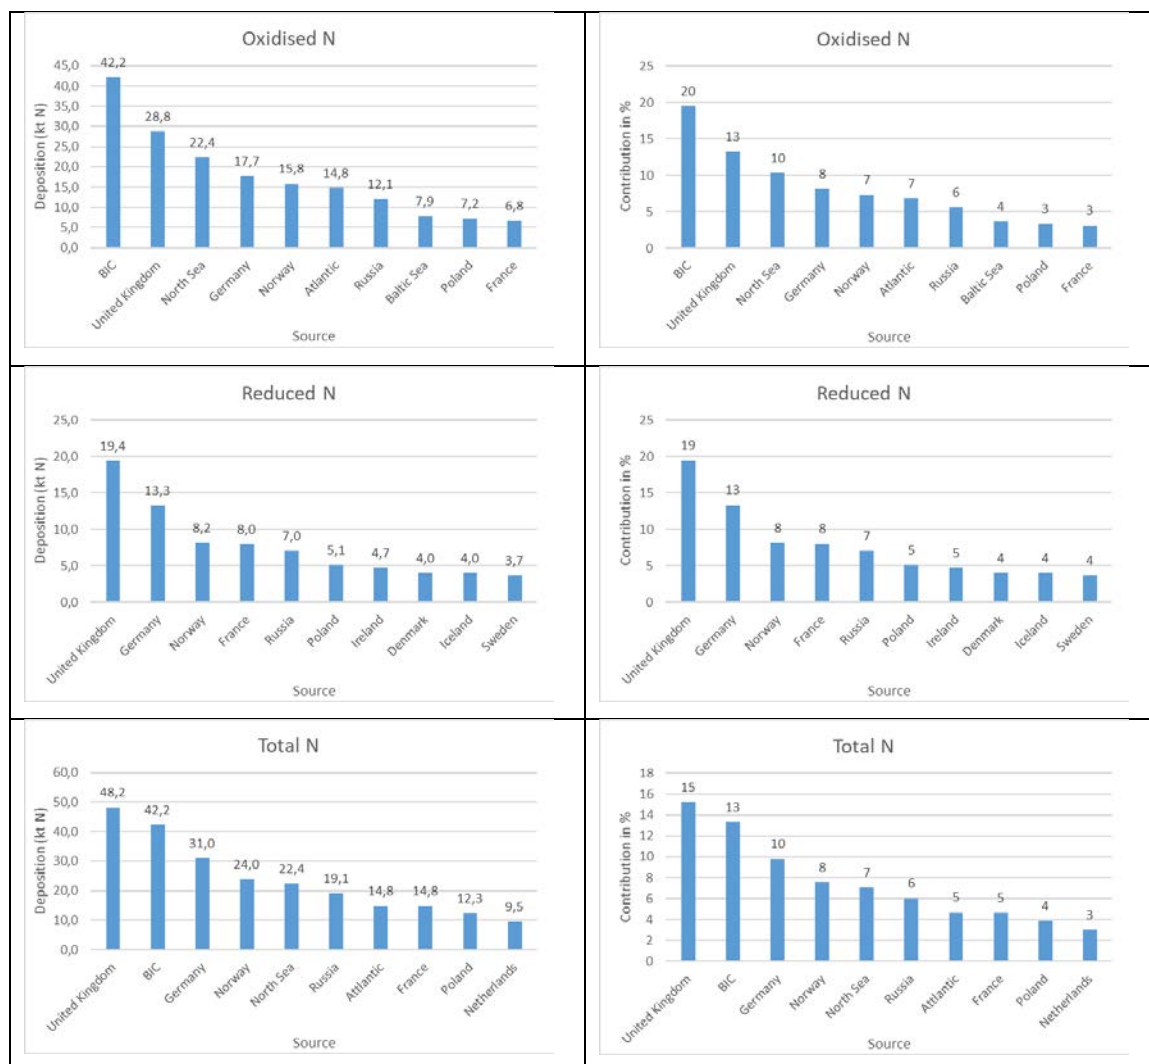 Oxidised N
Deposition (kt N)
45,0
40,0
35,0
30,0
25,0
20,0
15,0
10,0
5,0
0,0
42,2
28,8
22,4
17,7
15,8
14,8
12,1
7,9
7,2
6,8
BIC
United Kingdom
North Sea
Germany
Norway
Atlantic
Russia
Baltic Sea
Poland
France
Source
Oxidised N
Contribution in %
25
20
15
10
5
0
20
13
10
8
7
7
6
4
3
3
BIC
United Kingdom
North Sea
Germany
Norway
Atlantic
Russia
Baltic Sea
Poland
France
Source
Reduced N
Deposition (kt N)
25,0
20,0
15,0
10,0
5,0
0,0
19,4
13,3
8,2
8,0
7,0
5,1
4,7
4,0
4,0
3,7
United Kingdom
Germany
Norway
France
Russia
Poland
Ireland
Denmark
Iceland
Sweden
Source
Reduced N
Contribution in %
25
20
15
10
5
0
19
13
8
8
7
5
5
4
4
4
United Kingdom
Germany
Norway
France
Russia
Poland
Ireland
Denmark
Iceland
Sweden
Source
Total N
Deposition (kt N)
60,0
50,0
40,0
30,0
20,0
10,0
0,0
48,2
42,2
31,0
24,0
22,4
19,1
14,8
14,8
12,3
9,5
United Kingdom
BIC
Germany
Norway
North Sea
Russia
Attlantic
France
Poland
Netherlands
Source
Total N
Contribution in %
18
16
14
12
10
8
6
4
2
0
15
13
10
8
7
6
5
5
4
3
United Kingdom
BIC
Germany
Norway
North Sea
Russia
Attlantic
France
Poland
Netherlands
Source